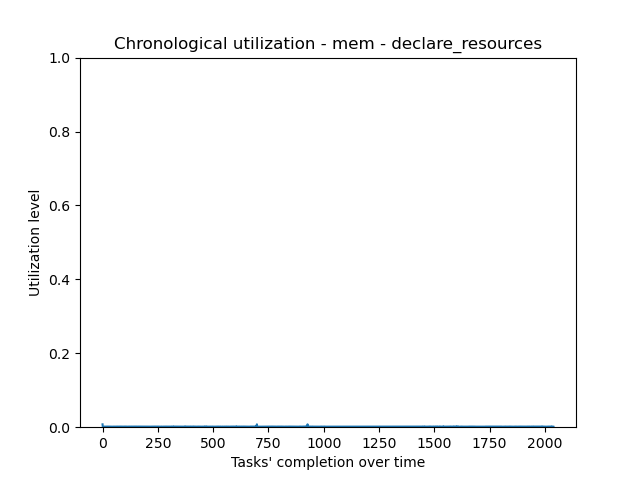 Chronological utilization - mem - declare_resources
1.0
0.8
0.6
0.4
0.2
0.0
Utilization level
0 250 500 750 1000 1250 1500 1750 2000
Tasks' completion over time